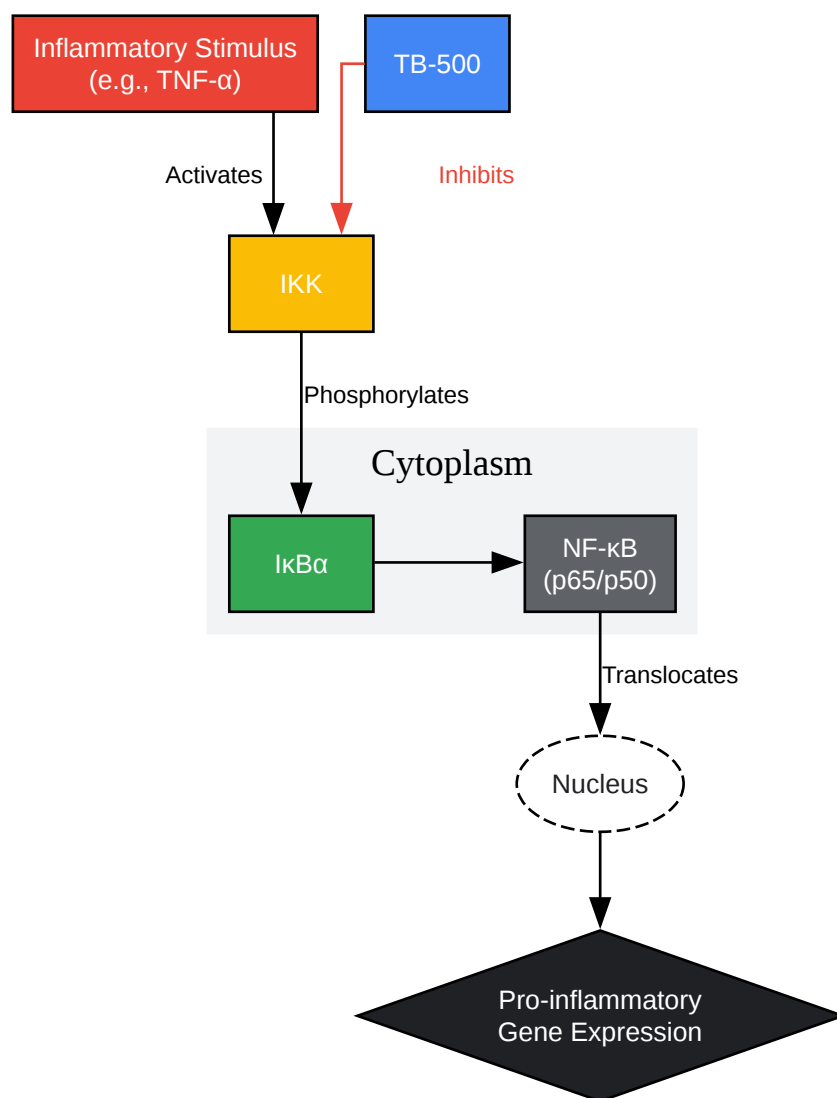 Inflammatory Stimulus
(e.g., TNF-α)
TB-500
Activates
Inhibits
IKK
Phosphorylates
Cytoplasm
IκBα
NF-κB
(p65/p50)
Translocates
Nucleus
Pro-inflammatory
Gene Expression